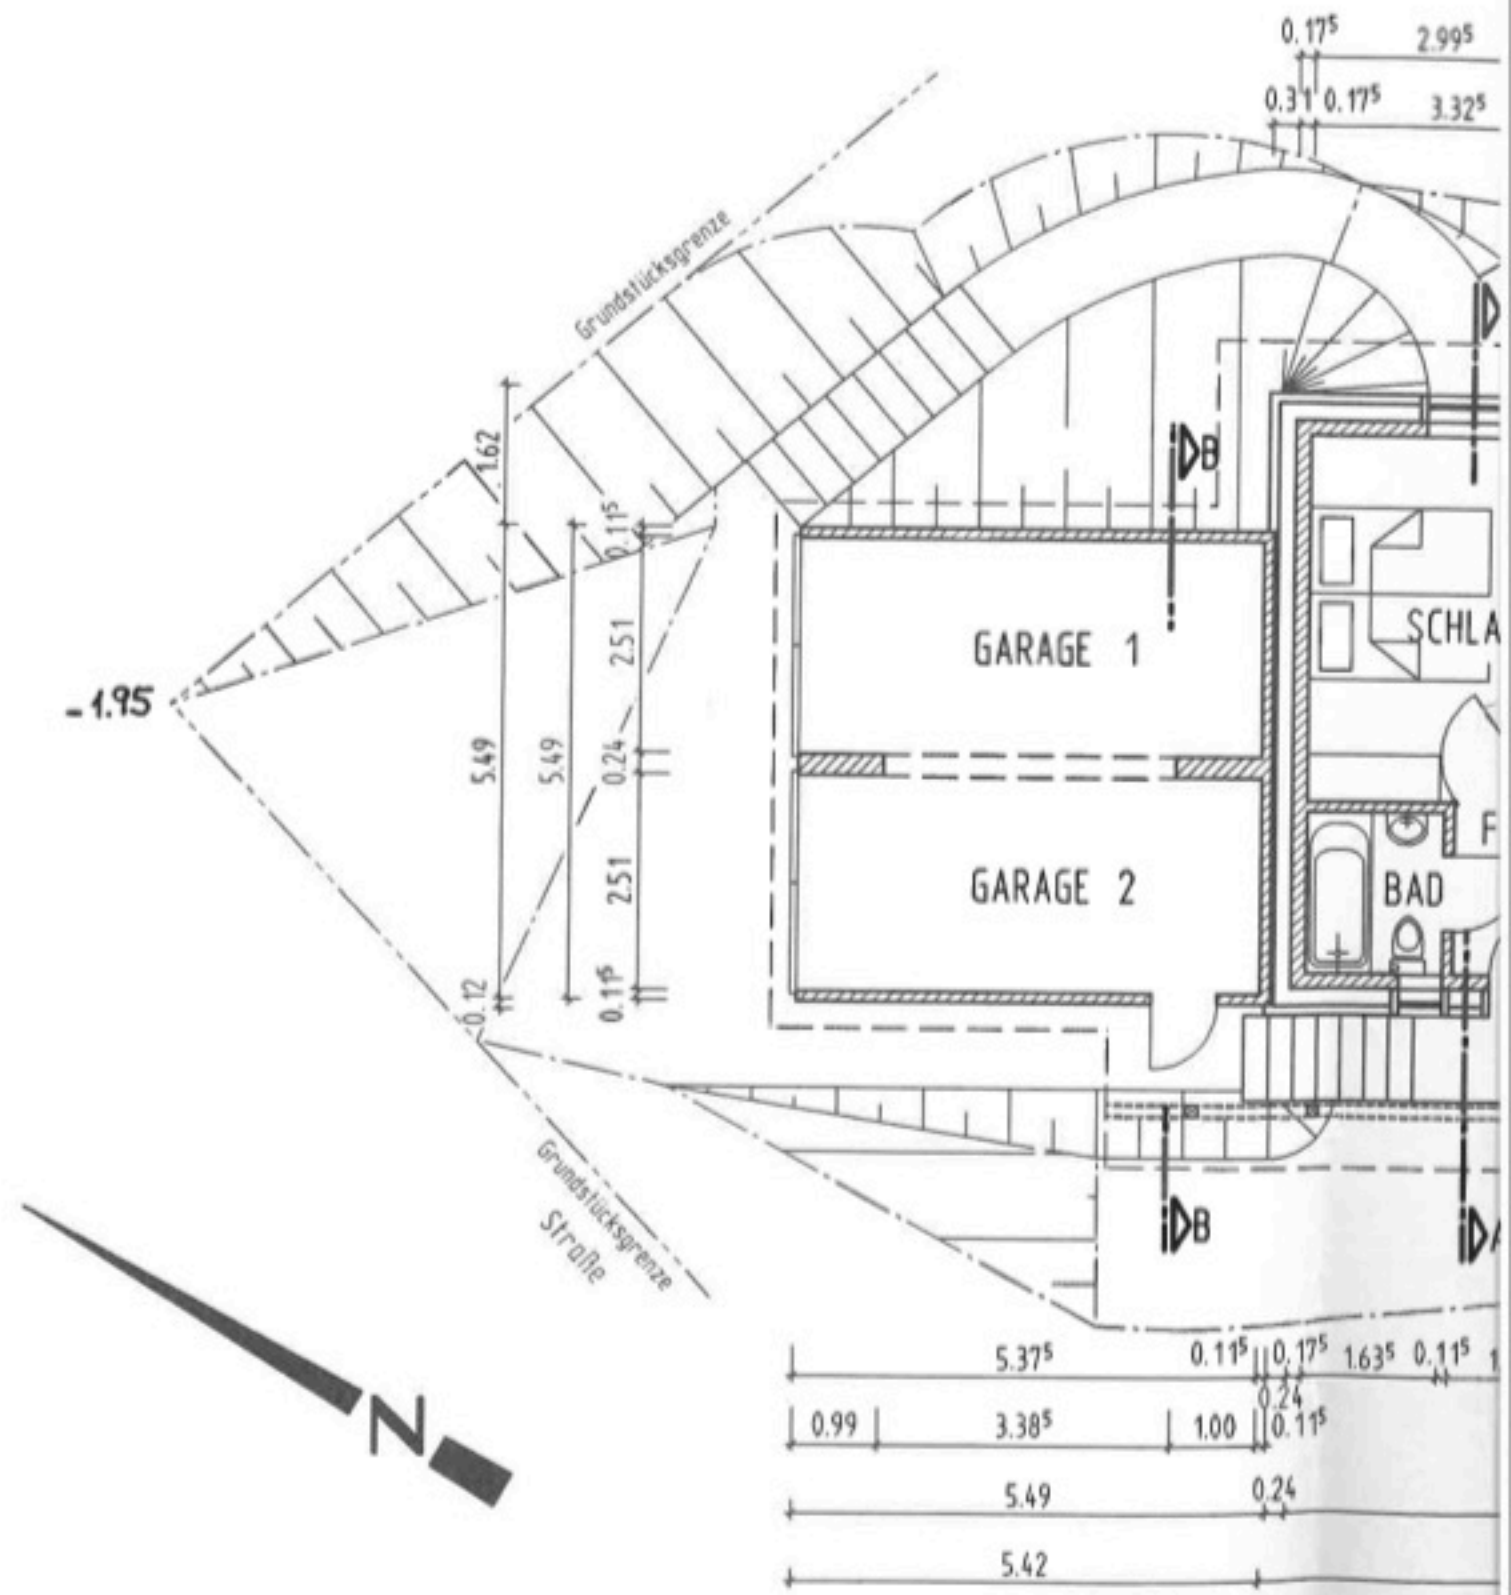 0.17⁵ 2.99⁵
0.31 0.17⁵ 3.32⁵
Grundstücksgrenze
1.62
0.11⁵
B
SCHLA
GARAGE 1
2.51
-1.95
5.49
5.49
0.24
F
GARAGE 2
BAD
2.51
0.12
0.11⁵
Grundstücksgrenze
Straße
B
A
5.37⁵ 0.11⁵ 0.17⁵ 1.63⁵ 0.11⁵ 1
0.24
0.99 3.38⁵ 1.00 0.11⁵
N
5.49 0.24
5.42